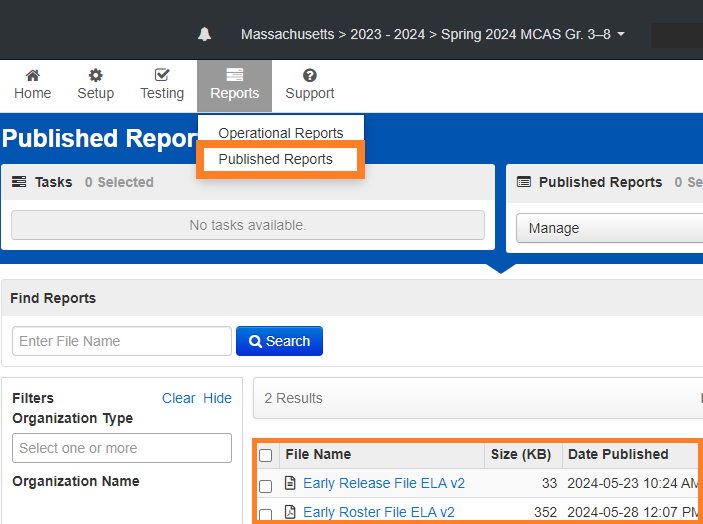 Massachusetts > 2023 - 2024 > Spring 2024 MCAS Gr. 3–8
Home Setup Testing Reports Support
Operational Reports
Published Reports
Published Repor
Tasks 0 Selected
Published Reports 0 Se
No tasks available.
Manage
Find Reports
Enter File Name Search
Filters Clear Hide
2 Results
Organization Type
Select one or more
Organization Name
File Name Size (KB) Date Published
Early Release File ELA v2 33 2024-05-23 10:24 AM
Early Roster File ELA v2 352 2024-05-28 12:07 PM